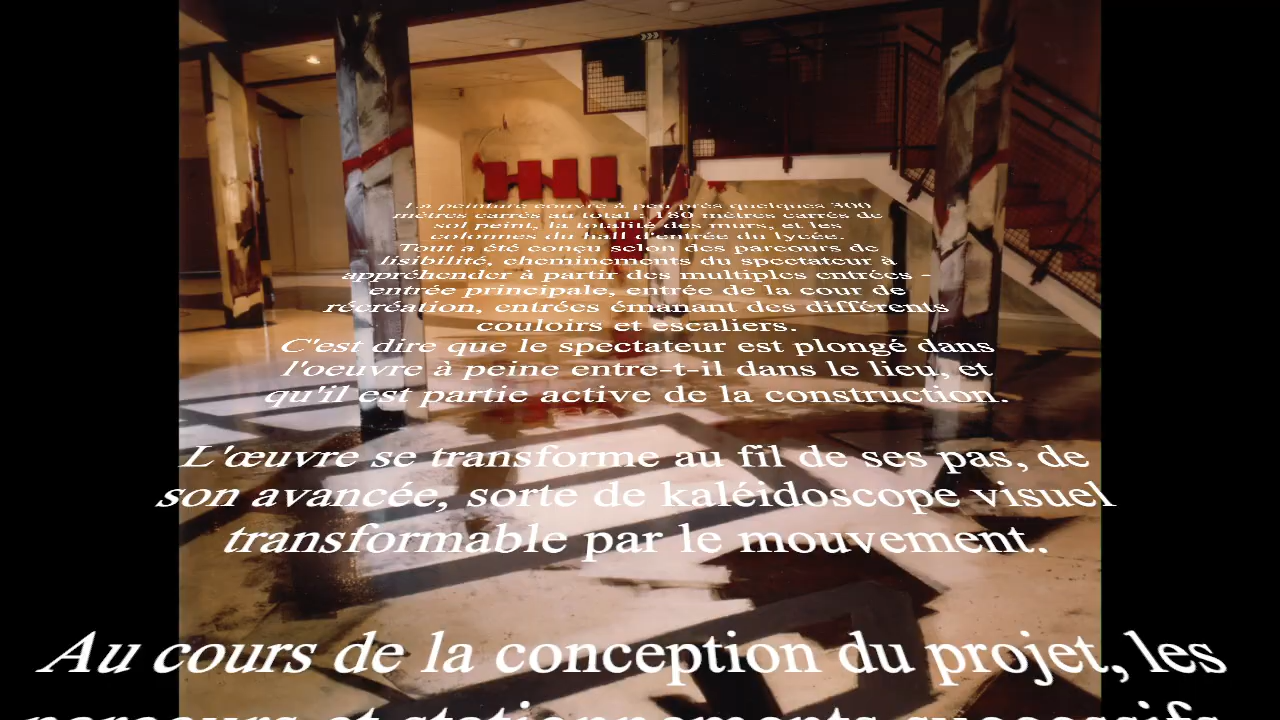 La peinture couvre à peu près quelques 300
mètres carrés au total : 180 mètres carrés de
sol peint, la totalité des murs, et les
colonnes du hall d'entrée du lycée.
Tout a été conçu selon des parcours de
lisibilité, cheminements du spectateur à
appréhender à partir des multiples entrées -
entrée principale, entrée de la cour de
récréation, entrées émanant des différents
couloirs et escaliers.
C'est dire que le spectateur est plongé dans
l'oeuvre à peine entre-t-il dans le lieu, et
qu'il est partie active de la construction.
L'œuvre se transforme au fil de ses pas, de
son avancée, sorte de kaléidoscope visuel
transformable par le mouvement.
Au cours de la conception du projet, les
parcours et stationnements successifs